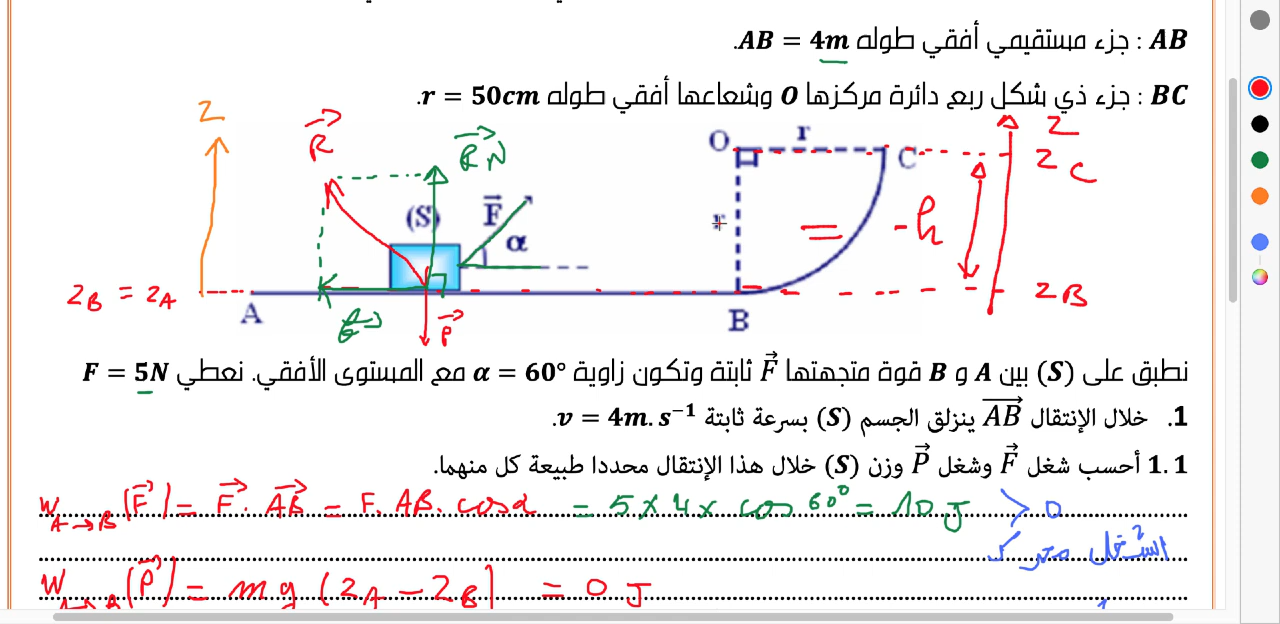 AB : جزء مستقيمي أفقي طوله AB = 4m.
BC : جزء ذي شكل ربع دائرة مركزها O وشعاعها أفقي طوله r = 50cm.
Z
R
RN
(S)
F
α
O
r
C
Z
ZC
r
= -h
ZB = ZA
A
P
B
ZB
نطبق على (S) بين A و B قوة متجهتها F ثابتة وتكون زاوية α = 60° مع المستوى الأفقي. نعطي F = 5N
1. خلال الإنتقال AB ينزلق الجسم (S) بسرعة ثابتة v = 4m.s⁻¹.
1.1 أحسب شغل F وشغل P وزن (S) خلال هذا الإنتقال محددا طبيعة كل منهما.
W A→B (F) = F . AB = F. AB. cosα = 5 × 4 × cos 60° = 10 J > 0
الشغل محرك
W A→B (P) = mg (ZA - ZB) = 0 J